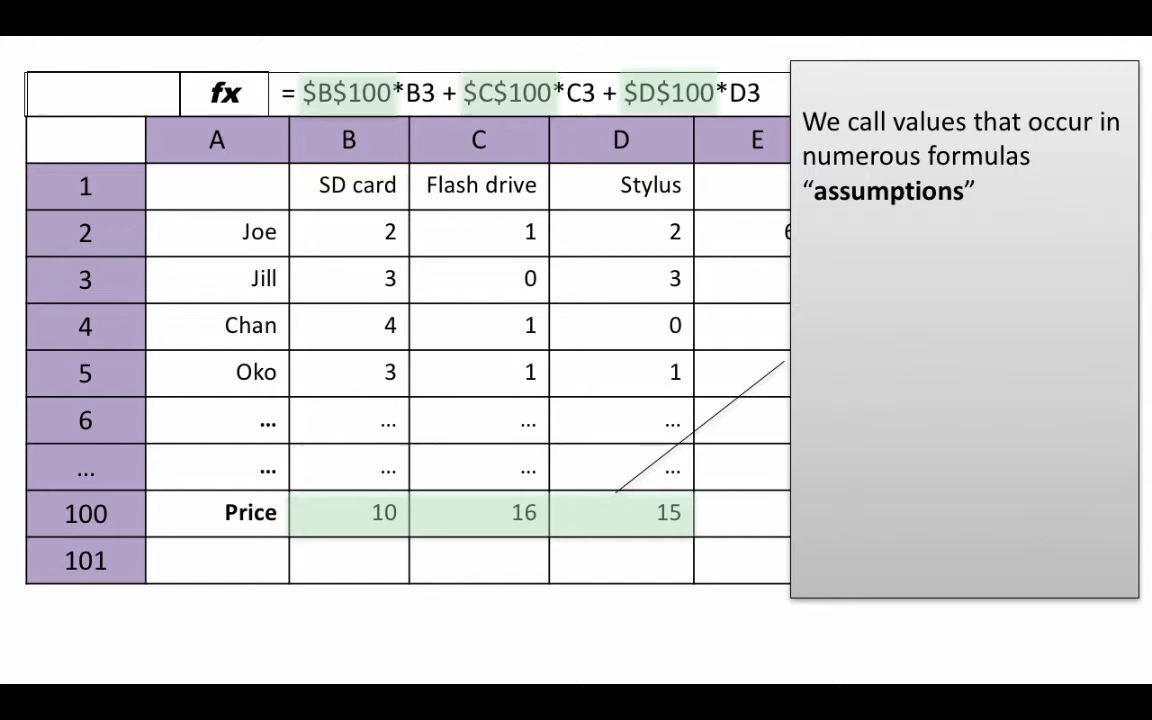 fx = $B$100*B3 + $C$100*C3 + $D$100*D3
A B C D E
1 SD card Flash drive Stylus
2 Joe 2 1 2
3 Jill 3 0 3
4 Chan 4 1 0
5 Oko 3 1 1
6 ... ... ... ...
... ... ... ... ...
100 Price 10 16 15
101
We call values that occur in
numerous formulas
“assumptions”